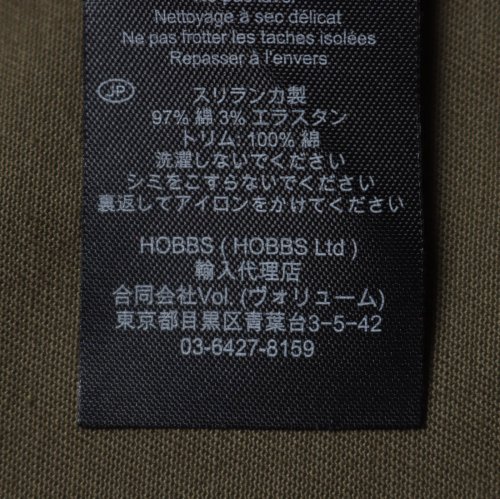 Ne pas laver
Nettoyage à sec délicat
Ne pas frotter les taches isolées
Repasser à l'envers
JP
スリランカ製
97% 綿 3% エラスタン
トリム: 100% 綿
洗濯しないでください
シミをこすらないでください
裏返してアイロンをかけてください
HOBBS ( HOBBS Ltd )
輸入代理店
合同会社Vol. (ヴォリューム)
東京都目黒区青葉台3-5-42
03-6427-8159